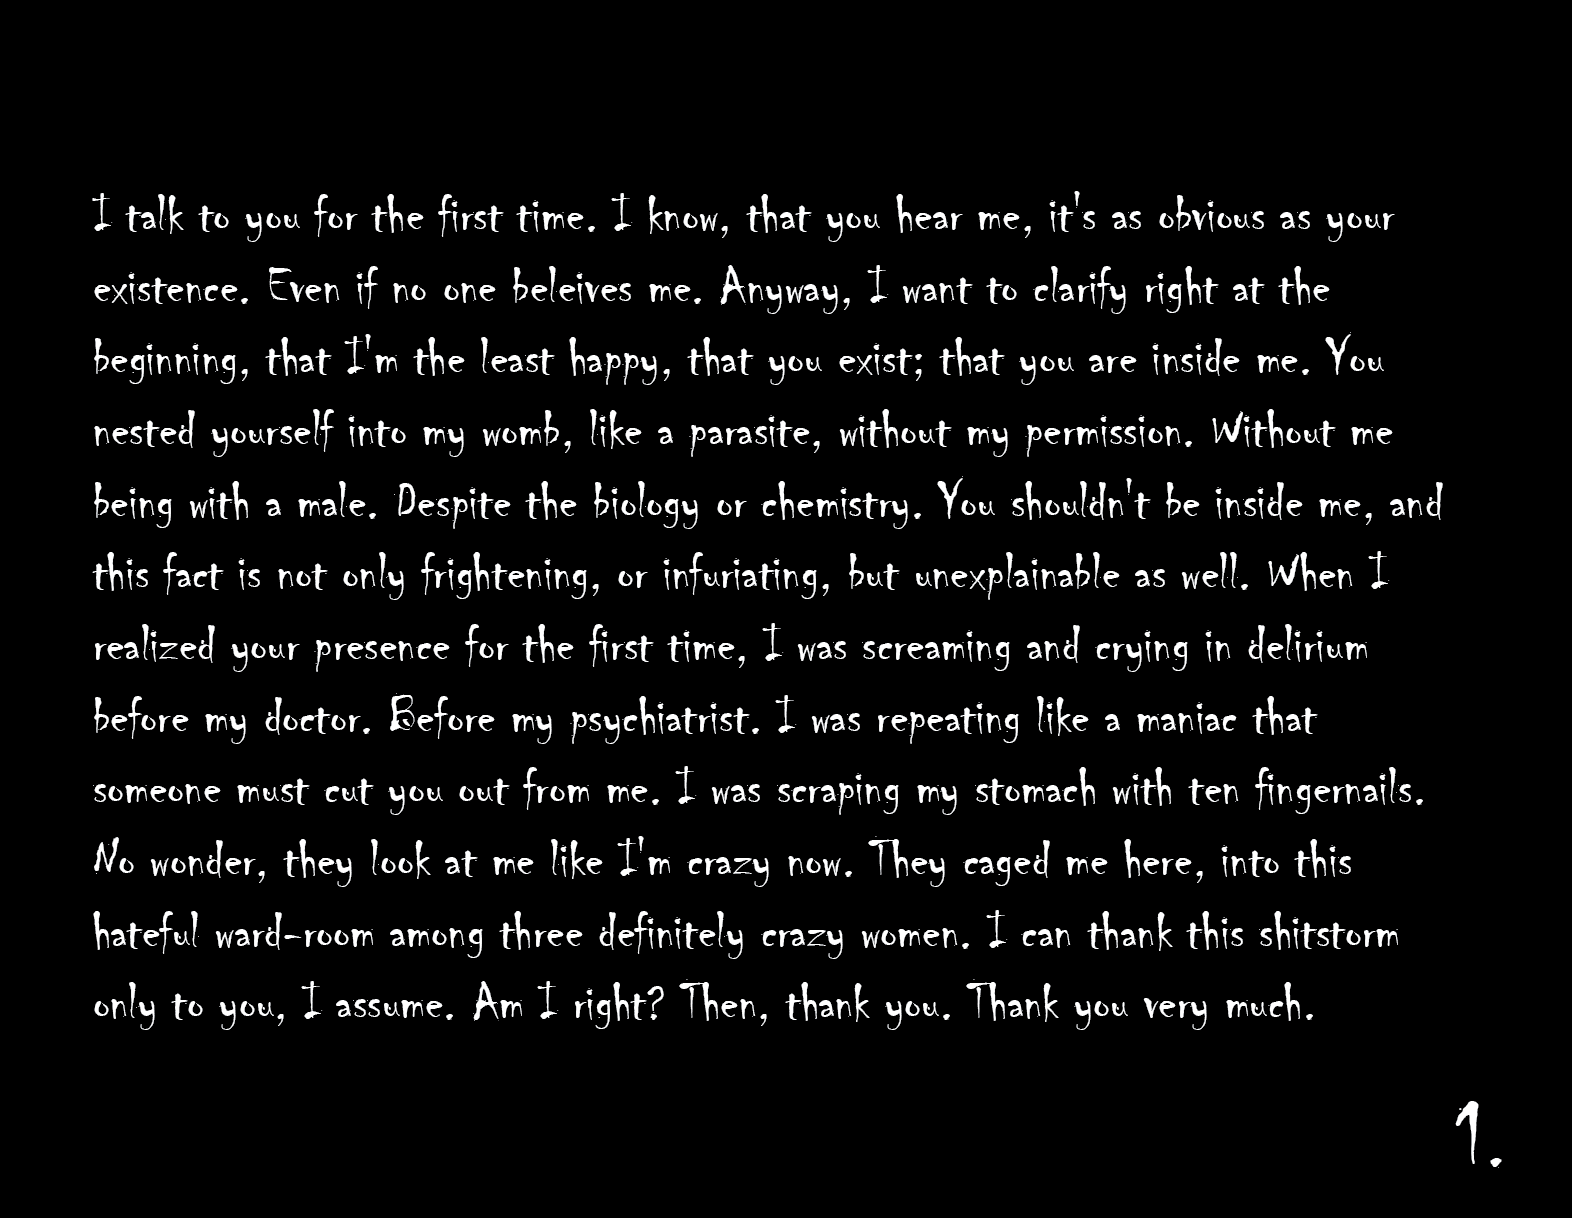 I talk to you for the first time. I know, that you hear me, it's as obvious as your
existence. Even if no one beleives me. Anyway, I want to clarify right at the
beginning, that I'm the least happy, that you exist; that you are inside me. You
nested yourself into my womb, like a parasite, without my permission. Without me
being with a male. Despite the biology or chemistry. You shouldn't be inside me, and
this fact is not only frightening, or infuriating, but unexplainable as well. When I
realized your presence for the first time, I was screaming and crying in delirium
before my doctor. Before my psychiatrist. I was repeating like a maniac that
someone must cut you out from me. I was scraping my stomach with ten fingernails.
No wonder, they look at me like I'm crazy now. They caged me here, into this
hateful ward-room among three definitely crazy women. I can thank this shitstorm
only to you, I assume. Am I right? Then, thank you. Thank you very much.
1.